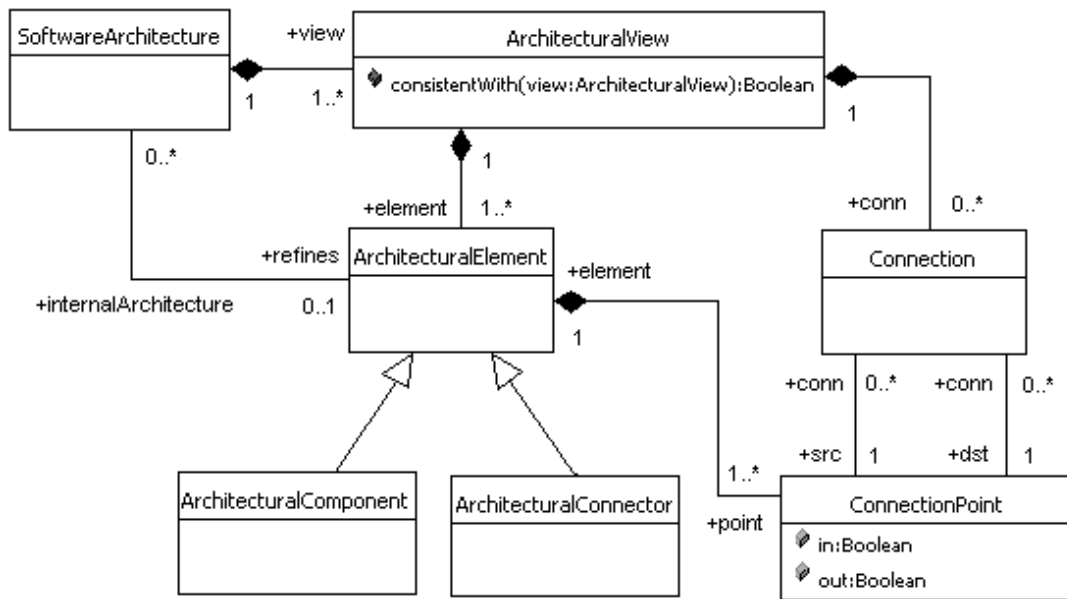 SoftwareArchitecture
+view
ArchitecturalView
consistentWith(view:ArchitecturalView):Boolean
1
1..*
1
1
0..*
+element
1..*
+conn
0..*
+refines
ArchitecturalElement
+element
Connection
+internalArchitecture
0..1
1
+conn
0..*
+conn
0..*
+src
1
+dst
1
1..*
ArchitecturalComponent
ArchitecturalConnector
+point
ConnectionPoint
in:Boolean
out:Boolean